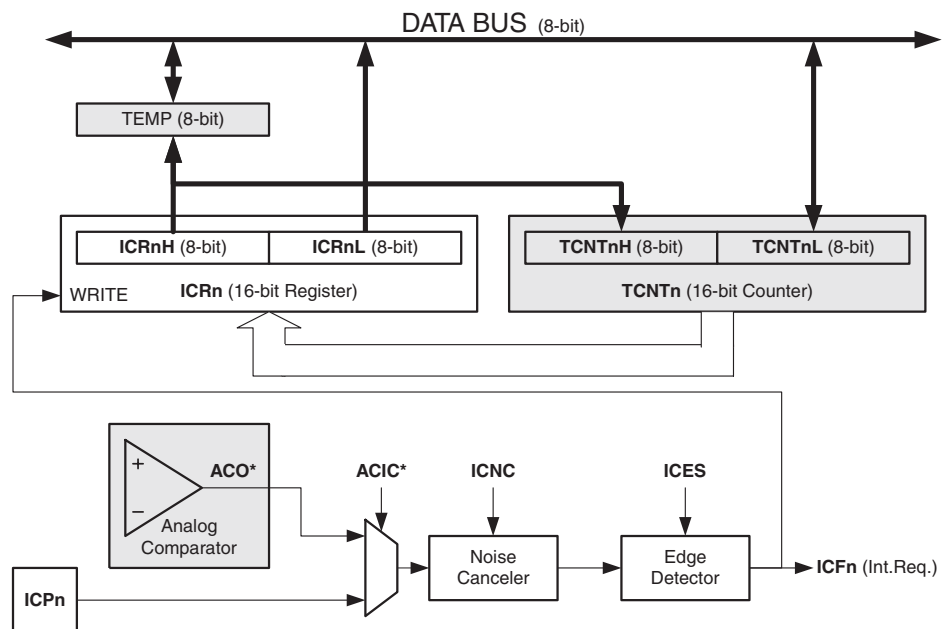 DATA BUS (8-bit)
TEMP (8-bit)
ICRnH (8-bit) ICRnL (8-bit)
TCNTnH (8-bit) TCNTnL (8-bit)
WRITE
ICRn (16-bit Register)
TCNTn (16-bit Counter)
+
−
ACO*
Analog
Comparator
ACIC*
ICNC
ICES
Noise
Canceler
Edge
Detector
ICFn (Int.Req.)
ICPn